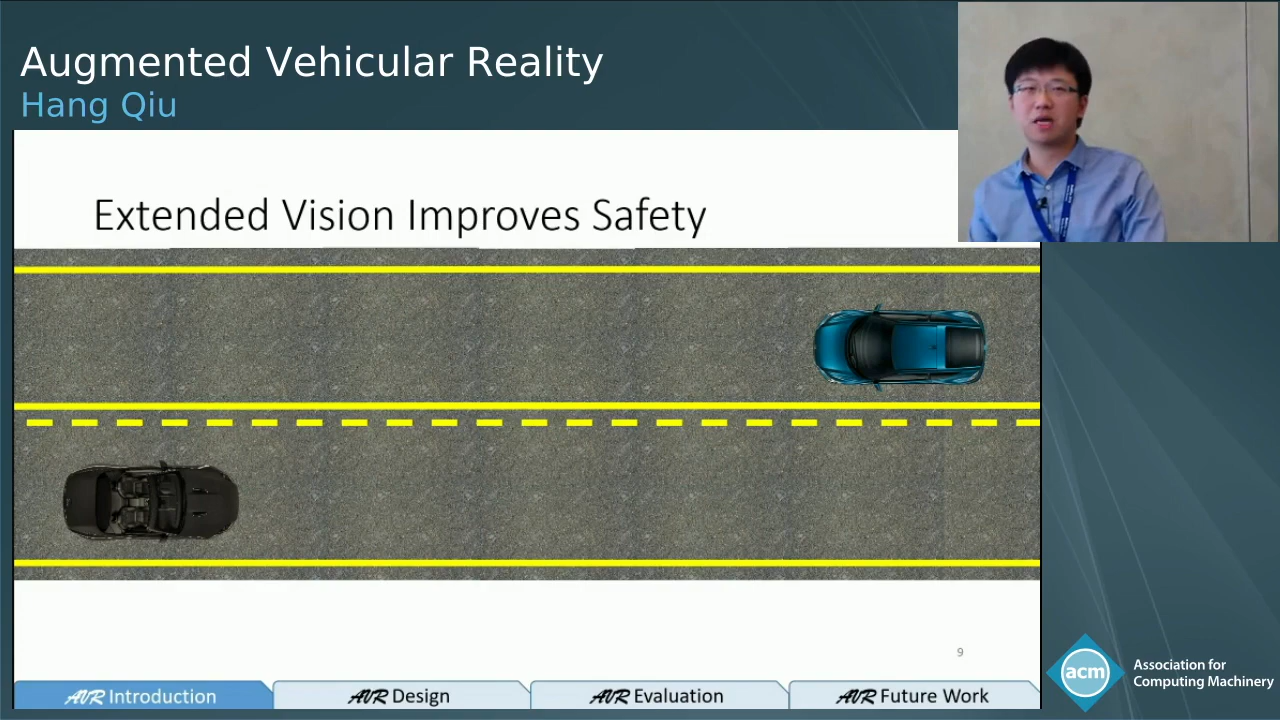 Augmented Vehicular Reality
Hang Qiu
Extended Vision Improves Safety
9
AVR Introduction
AVR Design
AVR Evaluation
AVR Future Work
acm
Association for
Computing Machinery